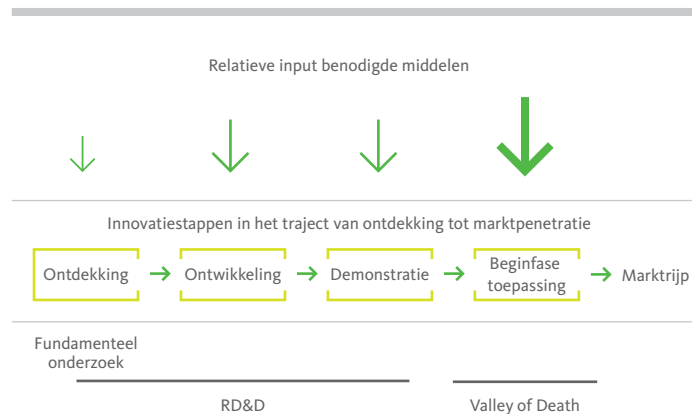 Relatieve input benodigde middelen
Innovatiestappen in het traject van ontdekking tot marktpenetratie
Ontdekking
Ontwikkeling
Demonstratie
Beginfase
toepassing
Marktrijp
Fundamenteel
onderzoek
RD&D
Valley of Death